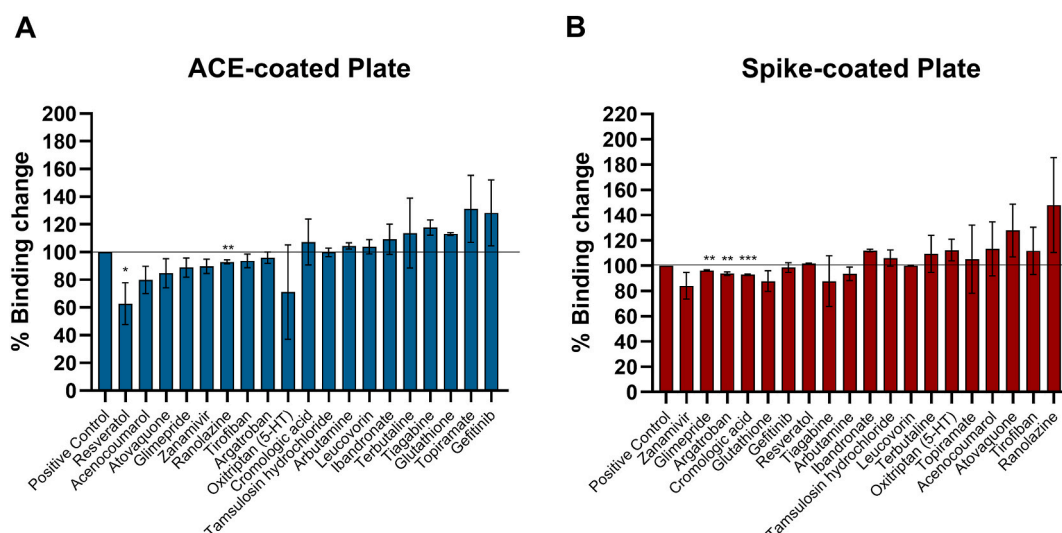 A
ACE-coated Plate
% Binding change
200
180
160
140
120
100
80
60
40
20
0
*
**
Positive Control
Resveratol
Acenocoumarol
Atovaquone
Glimepride
Zanamivir
Ranolazine
Tirofiban
Argatroban
Oxitriptan (5-HT)
Cromologic acid
Tamsulosin hydrochloride
Arbutamine
Leucovorin
Ibandronate
Terbutaline
Tiagabine
Glutathione
Topiramate
Gefitinib
B
Spike-coated Plate
% Binding change
220
200
180
160
140
120
100
80
60
40
20
0
**
**
***
Positive Control
Zanamivir
Glimepride
Argatroban
Cromologic acid
Glutathione
Gefitinib
Resveratol
Tiagabine
Arbutamine
Ibandronate
Tamsulosin hydrochloride
Leucovorin
Terbutaline
Oxitriptan (5-HT)
Topiramate
Acenocoumarol
Atovaquone
Tirofiban
Ranolazine